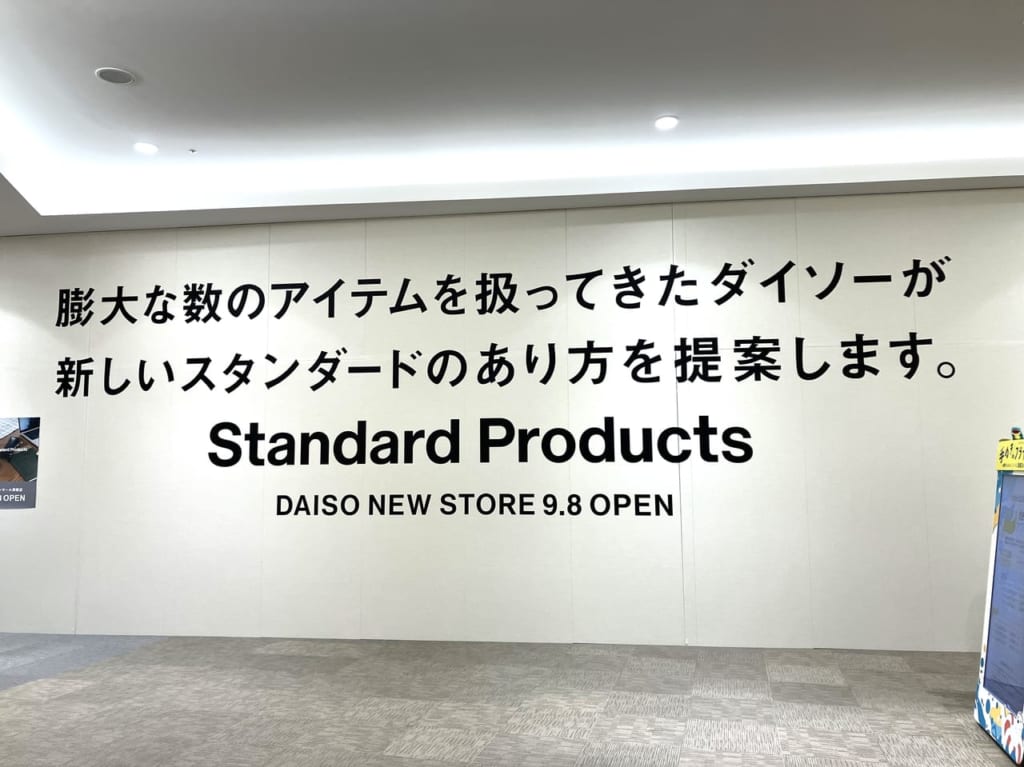 膨大な数のアイテムを扱ってきたダイソーが
新しいスタンダードのあり方を提案します。
Standard Products
DAISO NEW STORE 9.8 OPEN
OPEN